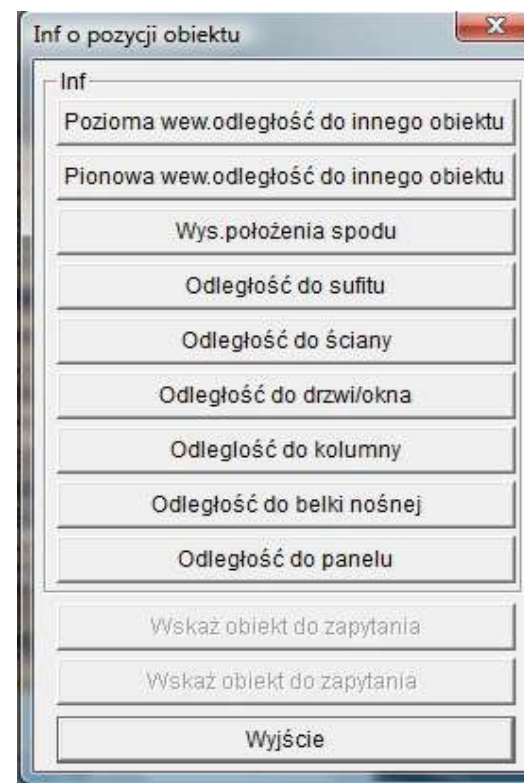 Inf o pozycji obiektu
Inf
Pozioma wew.odległość do innego obiektu
Pionowa wew.odległość do innego obiektu
Wys.położenia spodu
Odległość do sufitu
Odległość do ściany
Odległość do drzwi/okna
Odleglość do kolumny
Odległość do belki nośnej
Odległość do panelu
Wskaż obiekt do zapytania
Wskaż obiekt do zapytania
Wyjście